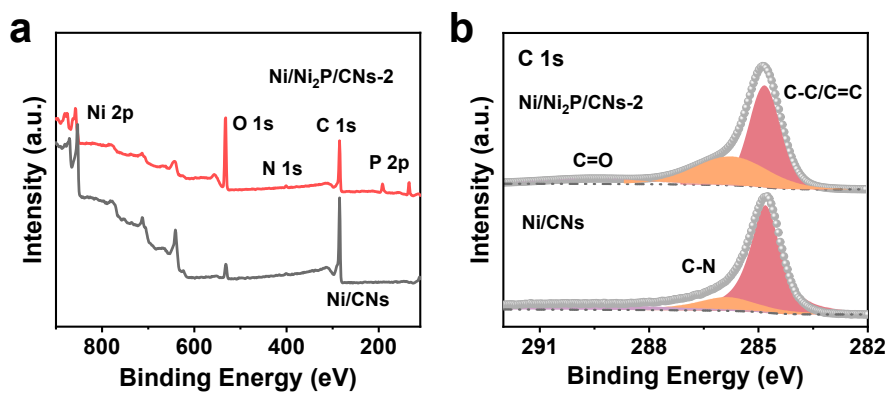 a
Intensity (a.u.)
Ni/Ni₂P/CNs-2
Ni 2p
O 1s
C 1s
N 1s
P 2p
Ni/CNs
800 600 400 200
Binding Energy (eV)
b
Intensity (a.u.)
C 1s
Ni/Ni₂P/CNs-2
C-C/C=C
C=O
Ni/CNs
C-N
291 288 285 282
Binding Energy (eV)